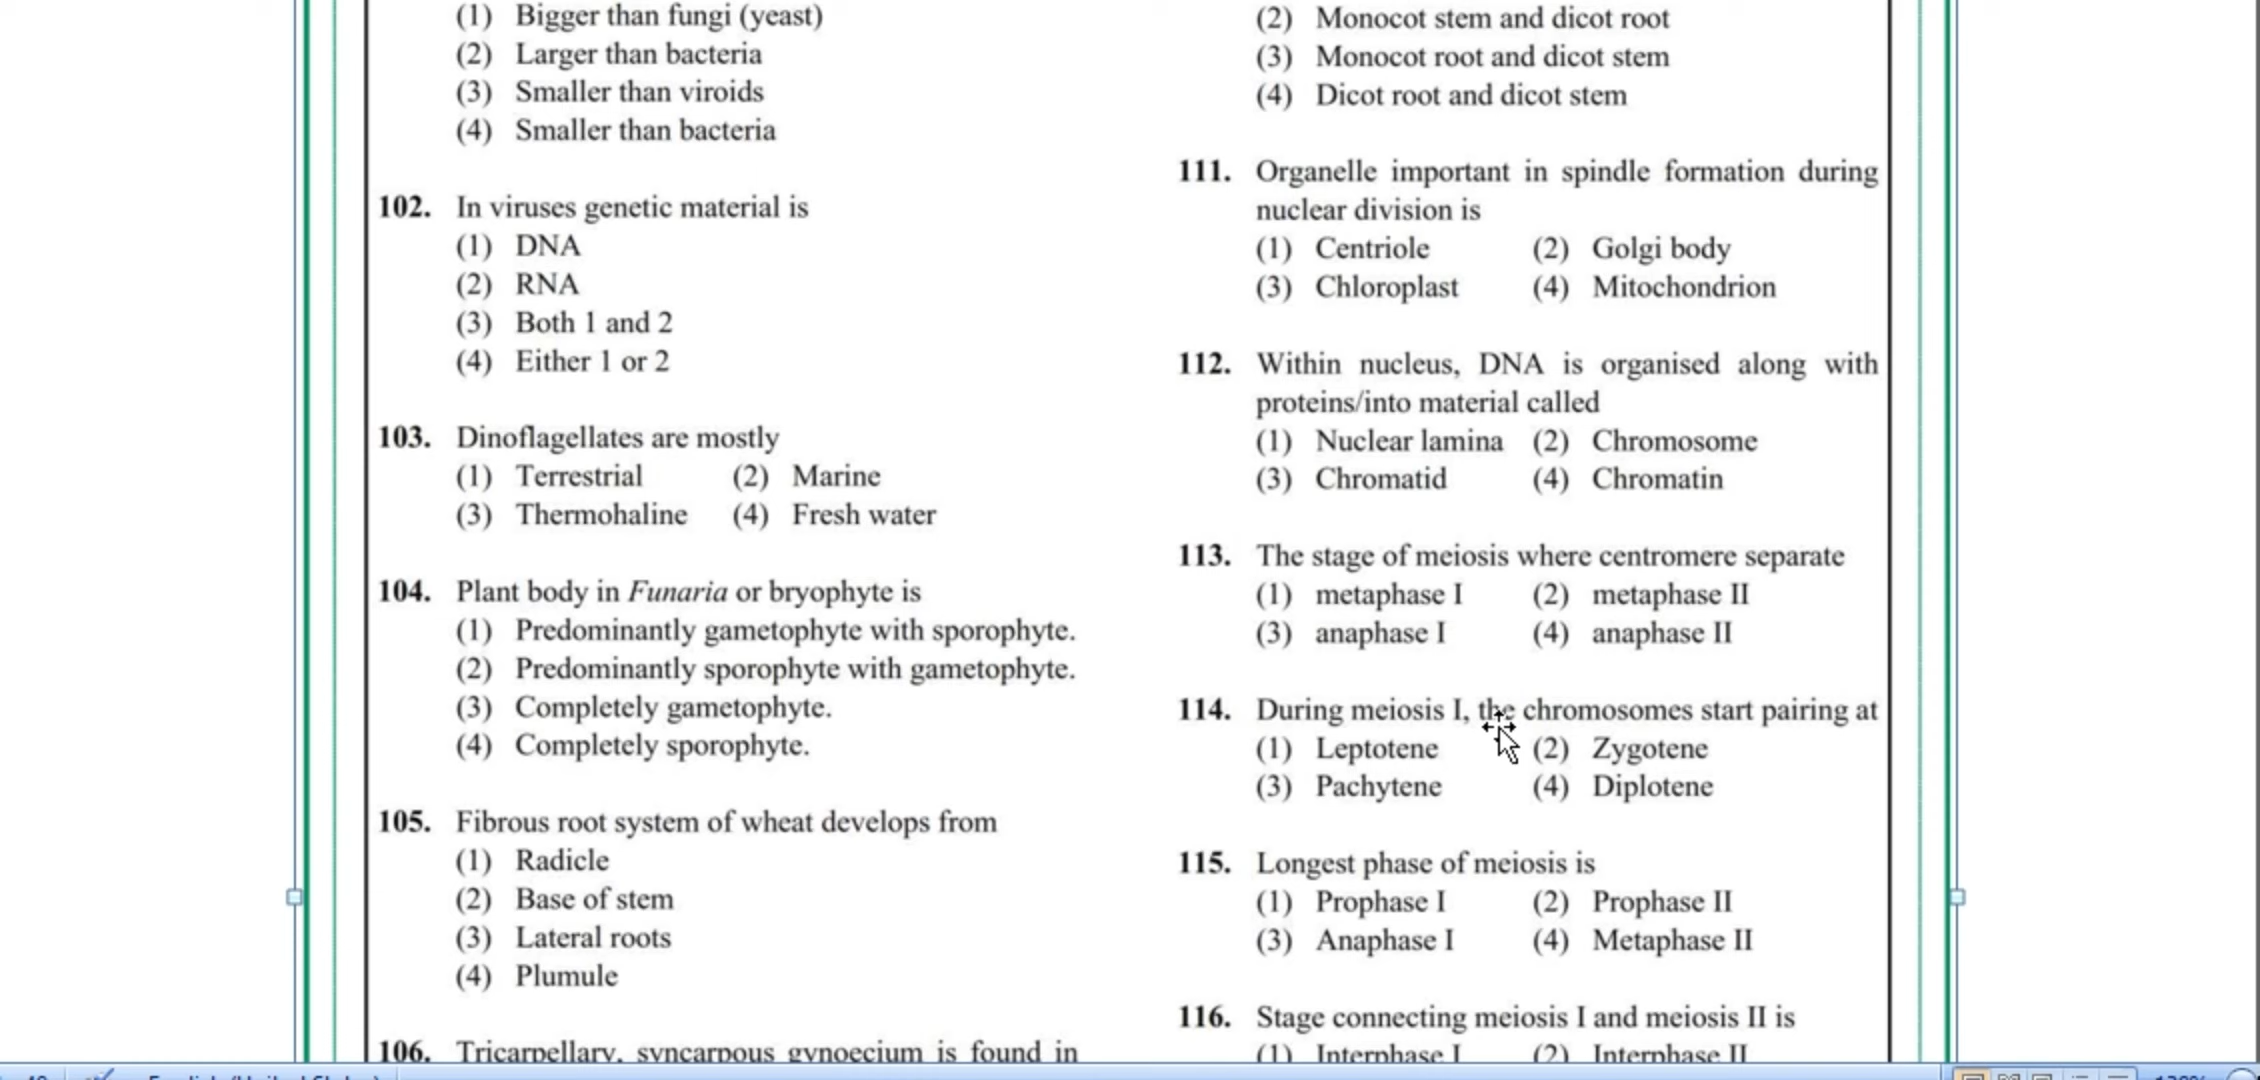 (1) Bigger than fungi (yeast)
(2) Larger than bacteria
(3) Smaller than viroids
(4) Smaller than bacteria
102. In viruses genetic material is
(1) DNA
(2) RNA
(3) Both 1 and 2
(4) Either 1 or 2
103. Dinoflagellates are mostly
(1) Terrestrial (2) Marine
(3) Thermohaline (4) Fresh water
104. Plant body in Funaria or bryophyte is
(1) Predominantly gametophyte with sporophyte.
(2) Predominantly sporophyte with gametophyte.
(3) Completely gametophyte.
(4) Completely sporophyte.
105. Fibrous root system of wheat develops from
(1) Radicle
(2) Base of stem
(3) Lateral roots
(4) Plumule
106. Tricarpellary, syncarpous gynoecium is found in
(2) Monocot stem and dicot root
(3) Monocot root and dicot stem
(4) Dicot root and dicot stem
111. Organelle important in spindle formation during
nuclear division is
(1) Centriole (2) Golgi body
(3) Chloroplast (4) Mitochondrion
112. Within nucleus, DNA is organised along with
proteins/into material called
(1) Nuclear lamina (2) Chromosome
(3) Chromatid (4) Chromatin
113. The stage of meiosis where centromere separate
(1) metaphase I (2) metaphase II
(3) anaphase I (4) anaphase II
114. During meiosis I, the chromosomes start pairing at
(1) Leptotene (2) Zygotene
(3) Pachytene (4) Diplotene
115. Longest phase of meiosis is
(1) Prophase I (2) Prophase II
(3) Anaphase I (4) Metaphase II
116. Stage connecting meiosis I and meiosis II is
(1) Interphase I (2) Interphase II